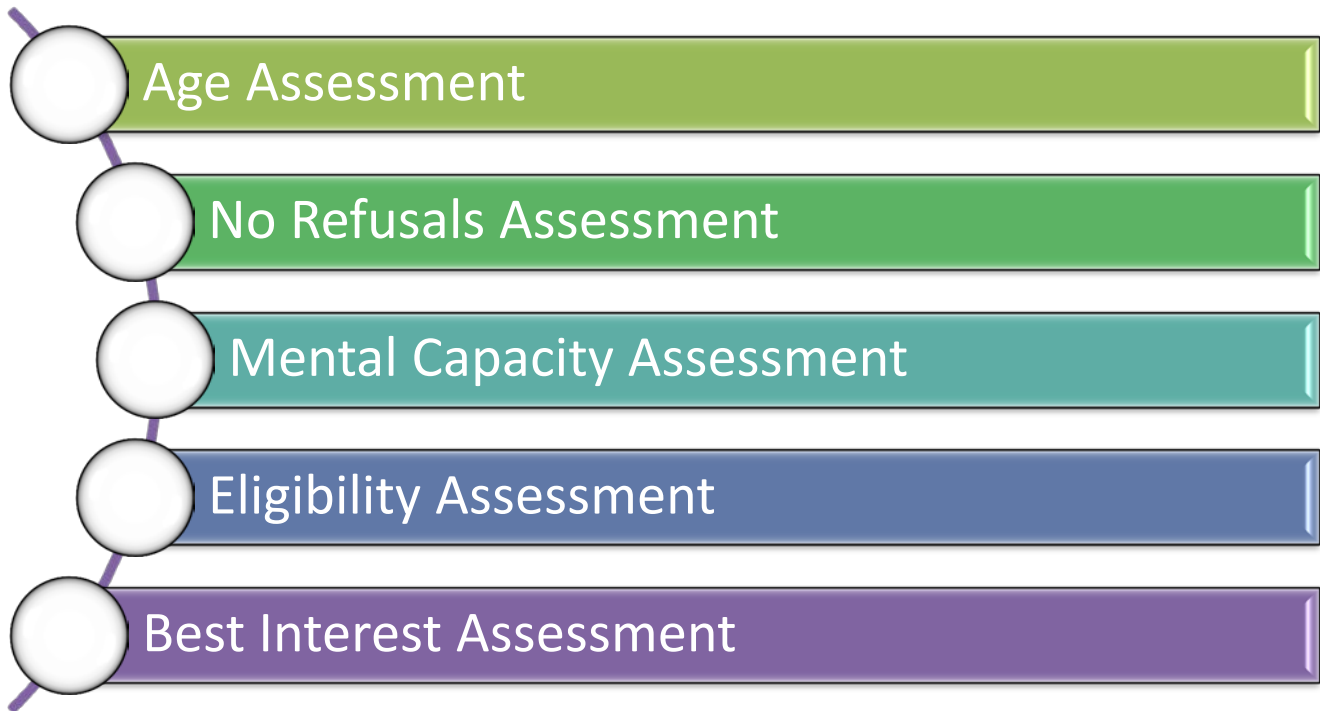 Age Assessment
No Refusals Assessment
Mental Capacity Assessment
Eligibility Assessment
Best Interest Assessment